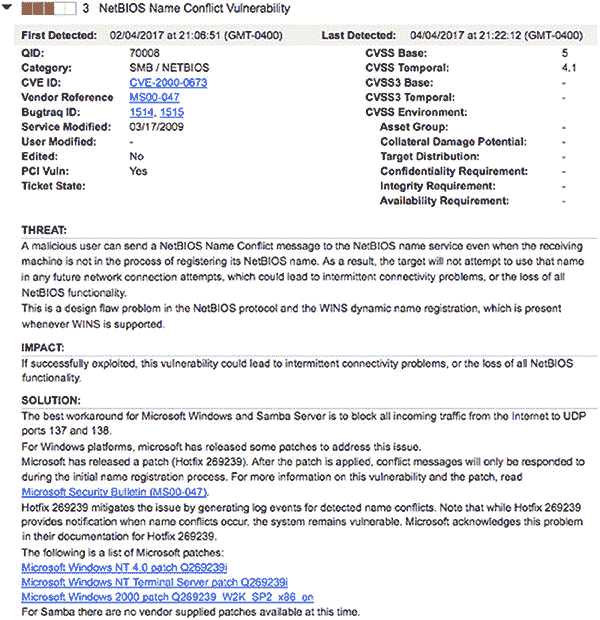 3 NetBIOS Name Conflict Vulnerability
First Detected: 02/04/2017 at 21:06:51 (GMT-0400) Last Detected: 04/04/2017 at 21:22:12 (GMT-0400)
QID: 70008 CVSS Base: 5
Category: SMB / NETBIOS CVSS Temporal: 4.1
CVE ID: CVE-2000-0673 CVSS3 Base: -
Vendor Reference MS00-047 CVSS3 Temporal: -
Bugtraq ID: 1514, 1515 CVSS Environment:
Service Modified: 03/17/2009 Asset Group: -
User Modified: - Collateral Damage Potential: -
Edited: No Target Distribution: -
PCI Vuln: Yes Confidentiality Requirement: -
Ticket State: Integrity Requirement: -
Availability Requirement: -
THREAT:
A malicious user can send a NetBIOS Name Conflict message to the NetBIOS name service even when the receiving
machine is not in the process of registering its NetBIOS name. As a result, the target will not attempt to use that name
in any future network connection attempts, which could lead to intermittent connectivity problems, or the loss of all
NetBIOS functionality.
This is a design flaw problem in the NetBIOS protocol and the WINS dynamic name registration, which is present
whenever WINS is supported.
IMPACT:
If successfully exploited, this vulnerability could lead to intermittent connectivity problems, or the loss of all NetBIOS
functionality.
SOLUTION:
The best workaround for Microsoft Windows and Samba Server is to block all incoming traffic from the Internet to UDP
ports 137 and 138.
For Windows platforms, microsoft has released some patches to address this issue.
Microsoft has released a patch (Hotfix 269239). After the patch is applied, conflict messages will only be responded to
during the initial name registration process. For more information on this vulnerability and the patch, read
Microsoft Security Bulletin (MS00-047).
Hotfix 269239 mitigates the issue by generating log events for detected name conflicts. Note that while Hotfix 269239
provides notification when name conflicts occur, the system remains vulnerable. Microsoft acknowledges this problem
in their documentation for Hotfix 269239.
The following is a list of Microsoft patches:
Microsoft Windows NT 4.0 patch Q269239i
Microsoft Windows NT Terminal Server patch Q269239i
Microsoft Windows 2000 patch Q269239_W2K_SP2_x86_en
For Samba there are no vendor supplied patches available at this time.